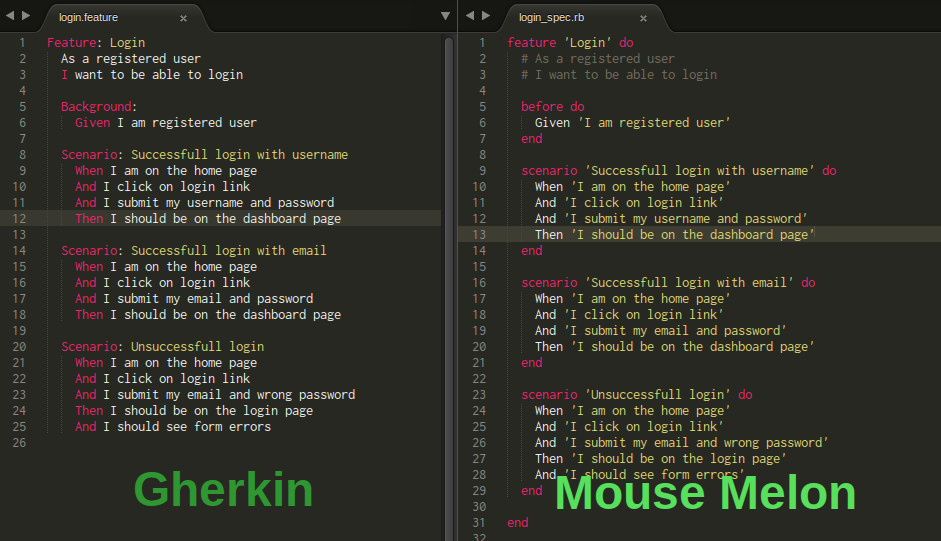 login.feature ×
1 Feature: Login
2 As a registered user
3 I want to be able to login
4
5 Background:
6 Given I am registered user
7
8 Scenario: Successfull login with username
9 When I am on the home page
10 And I click on login link
11 And I submit my username and password
12 Then I should be on the dashboard page
13
14 Scenario: Successfull login with email
15 When I am on the home page
16 And I click on login link
17 And I submit my email and password
18 Then I should be on the dashboard page
19
20 Scenario: Unsuccessfull login
21 When I am on the home page
22 And I click on login link
23 And I submit my email and wrong password
24 Then I should be on the login page
25 And I should see form errors
26
Gherkin
login_spec.rb ×
1 feature 'Login' do
2 # As a registered user
3 # I want to be able to login
4
5 before do
6 Given 'I am registered user'
7 end
8
9 scenario 'Successfull login with username' do
10 When 'I am on the home page'
11 And 'I click on login link'
12 And 'I submit my username and password'
13 Then 'I should be on the dashboard page'
14 end
15
16 scenario 'Successfull login with email' do
17 When 'I am on the home page'
18 And 'I click on login link'
19 And 'I submit my email and password'
20 Then 'I should be on the dashboard page'
21 end
22
23 scenario 'Unsuccessfull login' do
24 When 'I am on the home page'
25 And 'I click on login link'
26 And 'I submit my email and wrong password'
27 Then 'I should be on the login page'
28 And 'I should see form errors'
29 end
30
31 end
32
Mouse Melon